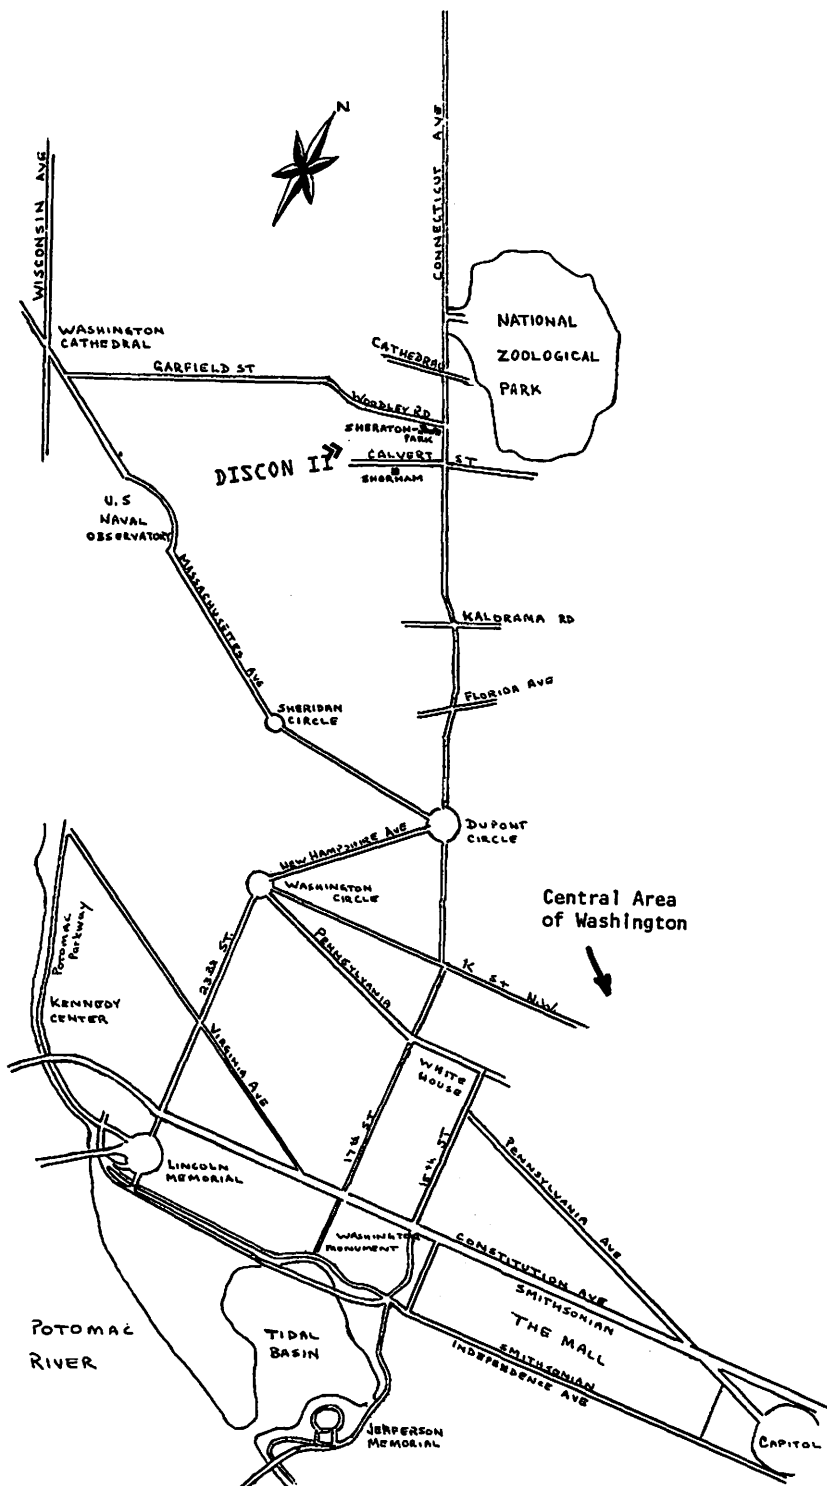 N
CONNECTICUT AVE
WISCONSIN AVE
WASHINGTON
CATHEDRAL
NATIONAL
ZOOLOGICAL
PARK
CATHEDRAL
GARFIELD ST
WOODLEY RD
SHERATON-
PARK
DISCON II
CALVERT ST
SHORHAM
U.S
NAVAL
OBSERVATORY
MASSACHUSETTES AVE
KALORAMA RD
FLORIDA AVE
SHERIDAN
CIRCLE
DUPONT
CIRCLE
NEW HAMPSHIRE AVE
WASHINGTON
CIRCLE
Central Area
of Washington
POTOMAC
Parkway
23RD ST.
PENNSYLVANIA
K ST N.W.
KENNEDY
CENTER
VIRGINIA AVE
WHITE
HOUSE
17th ST
15th ST
PENNSYLVANIA AVE
LINCOLN
MEMORIAL
WASHINGTON
MONUMENT
CONSTITUTION AVE
SMITHSONIAN
THE MALL
SMITHSONIAN
INDEPENDENCE AVE
POTOMAC
RIVER
TIDAL
BASIN
JEFFERSON
MEMORIAL
CAPITOL